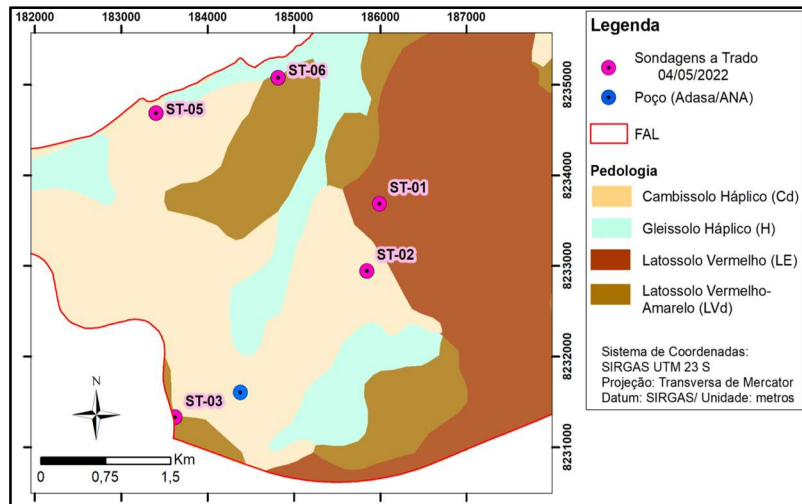 182000 183000 184000 185000 186000 187000
8235000
8234000
8233000
8232000
8231000
ST-06
ST-05
ST-01
ST-02
ST-03
N
Km
0 0,75 1,5
Legenda
Sondagens a Trado
04/05/2022
Poço (Adasa/ANA)
FAL
Pedologia
Cambissolo Háplico (Cd)
Gleissolo Háplico (H)
Latossolo Vermelho (LE)
Latossolo Vermelho-
Amarelo (LVd)
Sistema de Coordenadas:
SIRGAS UTM 23 S
Projeção: Transversa de Mercator
Datum: SIRGAS/ Unidade: metros